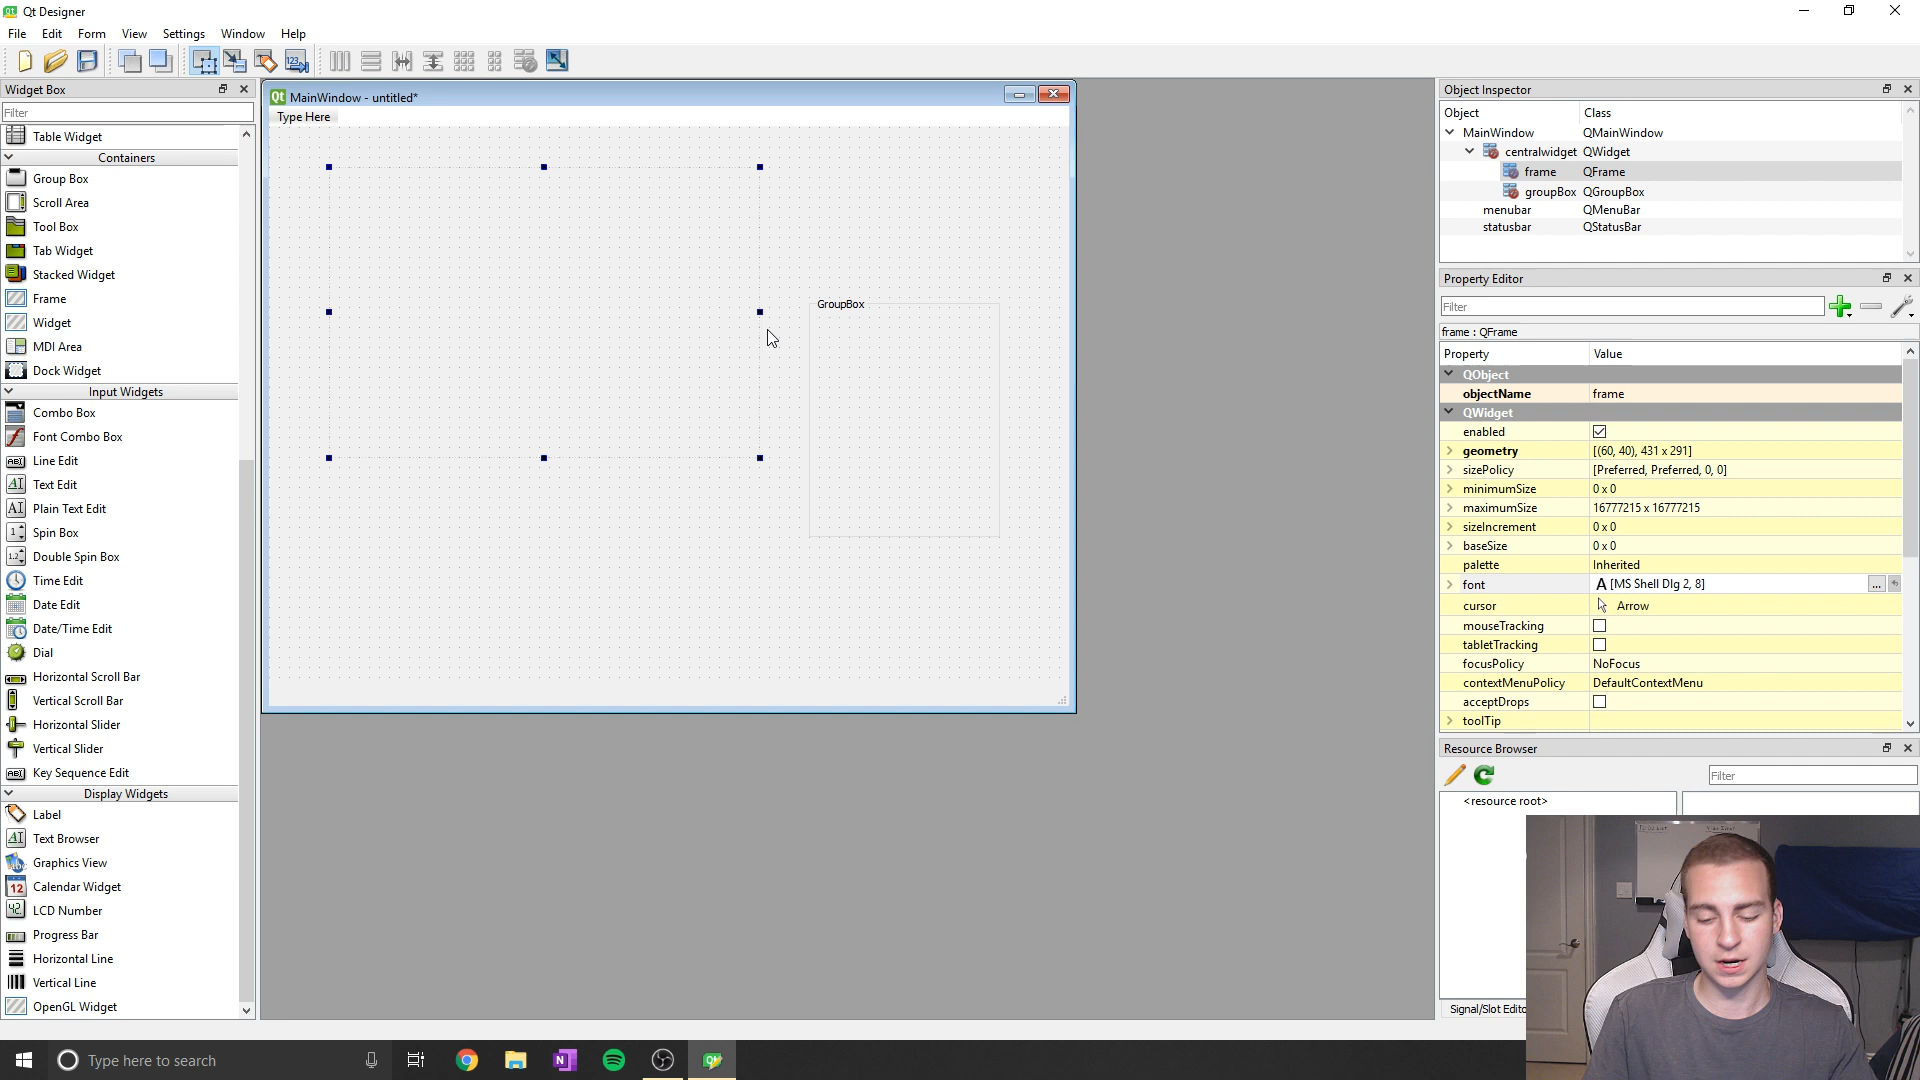 Qt Designer
File Edit Form View Settings Window Help
Widget Box
Filter
Table Widget
Containers
Group Box
Scroll Area
Tool Box
Tab Widget
Stacked Widget
Frame
Widget
MDI Area
Dock Widget
Input Widgets
Combo Box
Font Combo Box
Line Edit
Text Edit
Plain Text Edit
Spin Box
Double Spin Box
Time Edit
Date Edit
Date/Time Edit
Dial
Horizontal Scroll Bar
Vertical Scroll Bar
Horizontal Slider
Vertical Slider
Key Sequence Edit
Display Widgets
Label
Text Browser
Graphics View
Calendar Widget
LCD Number
Progress Bar
Horizontal Line
Vertical Line
OpenGL Widget
MainWindow - untitled*
Type Here
GroupBox
Object Inspector
Object Class
MainWindow QMainWindow
centralwidget QWidget
frame QFrame
groupBox QGroupBox
menubar QMenuBar
statusbar QStatusBar
Property Editor
Filter
frame : QFrame
Property Value
QObject
objectName frame
QWidget
enabled
geometry [(60, 40), 431 x 291]
sizePolicy [Preferred, Preferred, 0, 0]
minimumSize 0 x 0
maximumSize 16777215 x 16777215
sizeIncrement 0 x 0
baseSize 0 x 0
palette Inherited
font A [MS Shell Dlg 2, 8] ...
cursor Arrow
mouseTracking
tabletTracking
focusPolicy NoFocus
contextMenuPolicy DefaultContextMenu
acceptDrops
toolTip
Resource Browser
Filter
<resource root>
Signal/Slot Edito
Type here to search